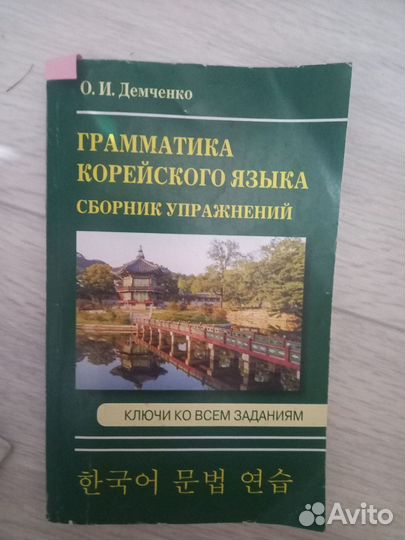 О. И. Демченко
ГРАММАТИКА
КОРЕЙСКОГО ЯЗЫКА
СБОРНИК УПРАЖНЕНИЙ
КЛЮЧИ КО ВСЕМ ЗАДАНИЯМ
한국어 문법 연습
Avito